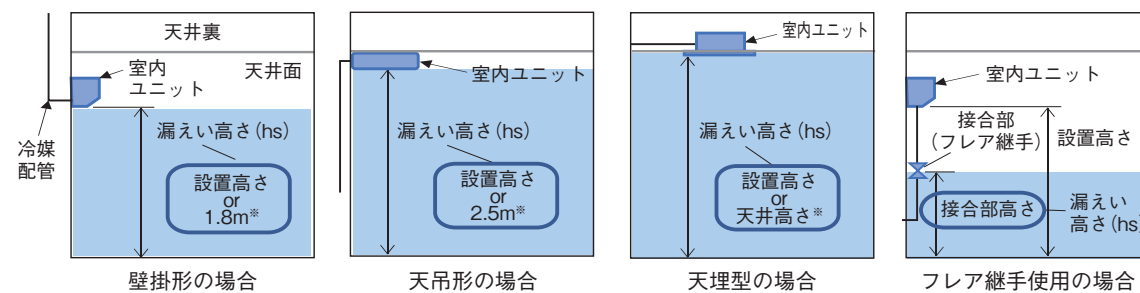 天井裏
室内
ユニット
天井面
漏えい高さ(hs)
設置高さ
or
1.8m※
冷媒
配管
壁掛形の場合
室内ユニット
漏えい高さ(hs)
設置高さ
or
2.5m※
天吊形の場合
室内ユニット
漏えい高さ(hs)
設置高さ
or
天井高さ※
天埋型の場合
室内ユニット
接合部
(フレア継手)
設置高さ
接合部高さ
漏えい
高さ(hs)
フレア継手使用の場合